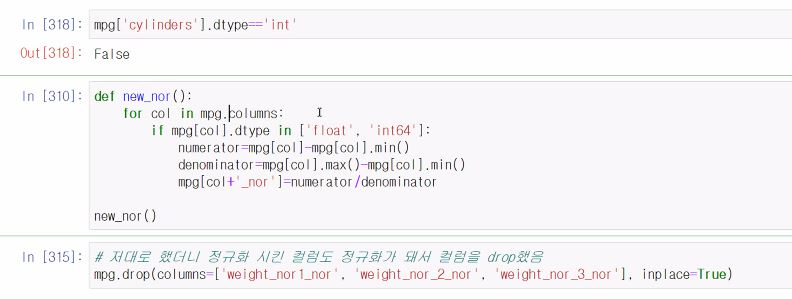 In [318]: mpg['cylinders'].dtype=='int'
Out[318]: False
In [310]: def new_nor():
    for col in mpg.columns:
        if mpg[col].dtype in ['float', 'int64']:
            numerator=mpg[col]-mpg[col].min()
            denominator=mpg[col].max()-mpg[col].min()
            mpg[col+'_nor']=numerator/denominator
new_nor()
In [315]: # 저대로 했더니 정규화 시킨 컬럼도 정규화가 돼서 컬럼을 drop했음
mpg.drop(columns=['weight_nor1_nor', 'weight_nor_2_nor', 'weight_nor_3_nor'], inplace=True)